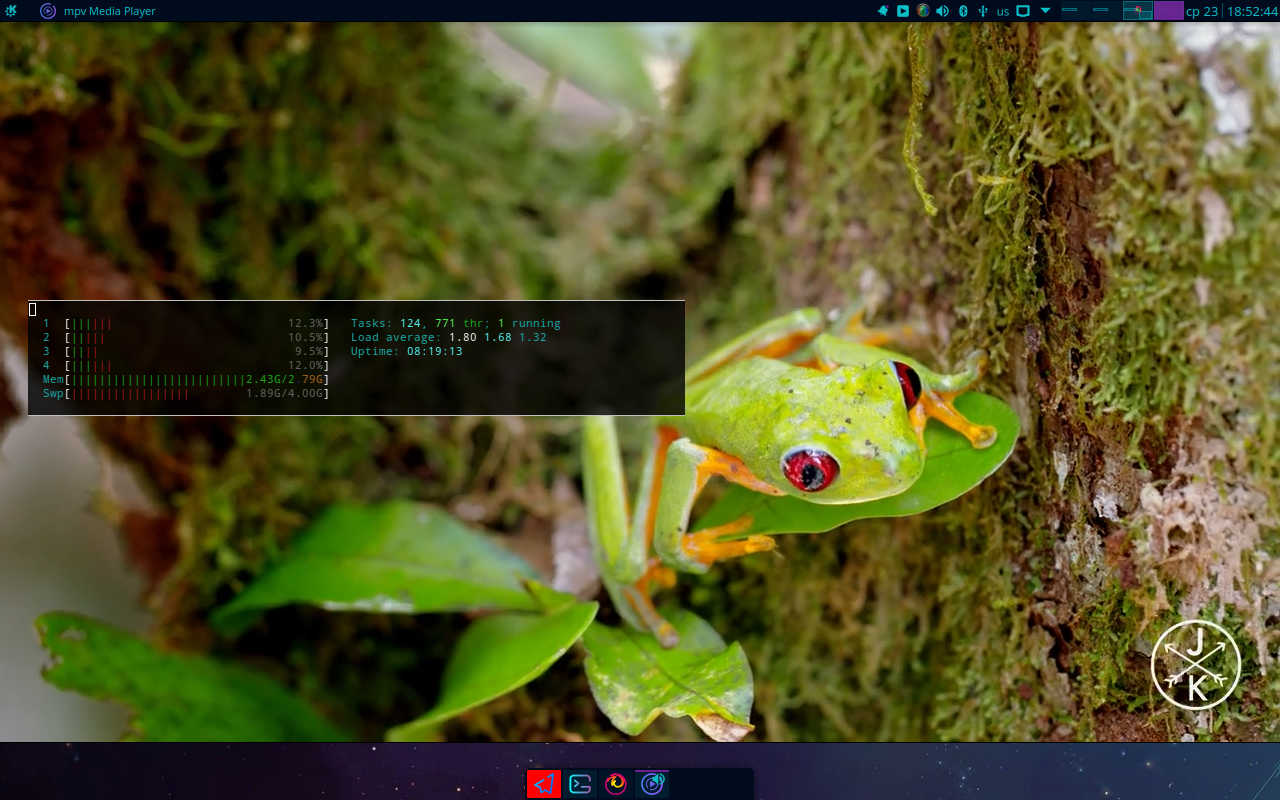 mpv Media Player
us
ср 23
18:52:44
1 [|||||| 12.3%]
2 [||||| 10.5%]
3 [|||| 9.5%]
4 [|||||| 12.0%]
Mem[|||||||||||||||||||||||||2.43G/2.79G]
Swp[||||||||||||||||| 1.89G/4.00G]
Tasks: 124, 771 thr; 1 running
Load average: 1.80 1.68 1.32
Uptime: 08:19:13
J
K